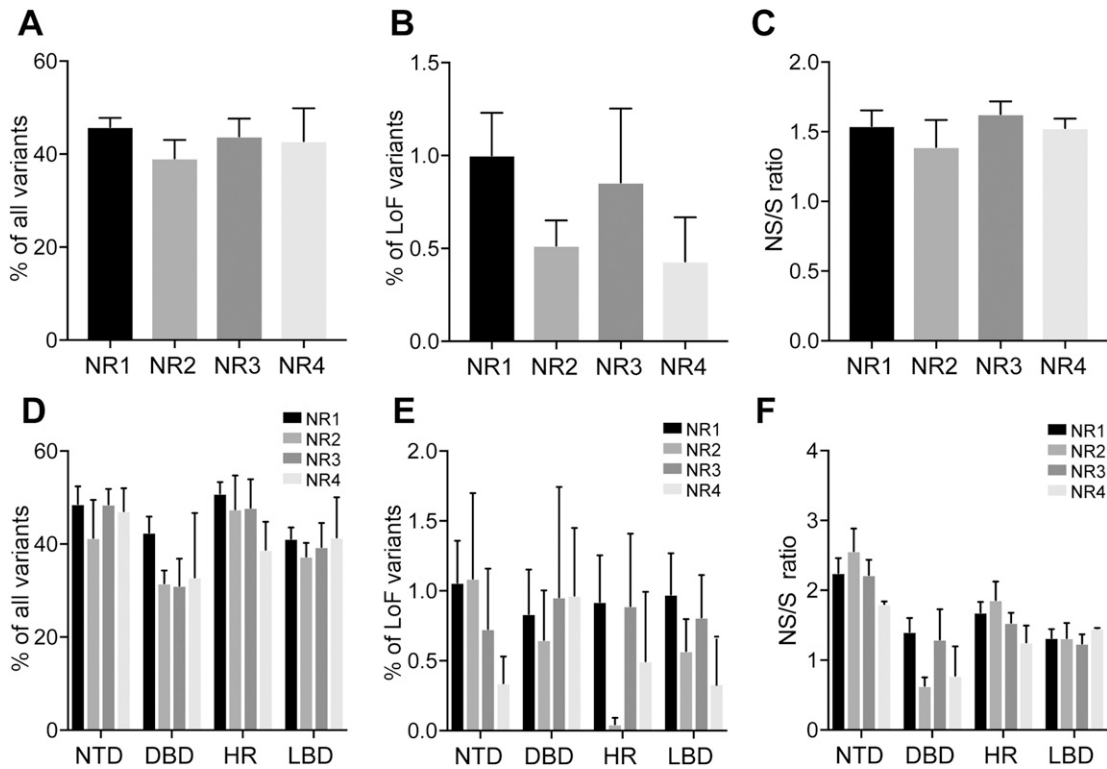 A
% of all variants
60
40
20
0
NR1 NR2 NR3 NR4
B
% of LoF variants
1.5
1.0
0.5
0.0
NR1 NR2 NR3 NR4
C
NS/S ratio
2.0
1.5
1.0
0.5
0.0
NR1 NR2 NR3 NR4
D
NR1
NR2
NR3
NR4
% of all variants
60
40
20
0
NTD DBD HR LBD
E
NR1
NR2
NR3
NR4
% of LoF variants
2.0
1.5
1.0
0.5
0.0
NTD DBD HR LBD
F
NR1
NR2
NR3
NR4
NS/S ratio
4
3
2
1
0
NTD DBD HR LBD